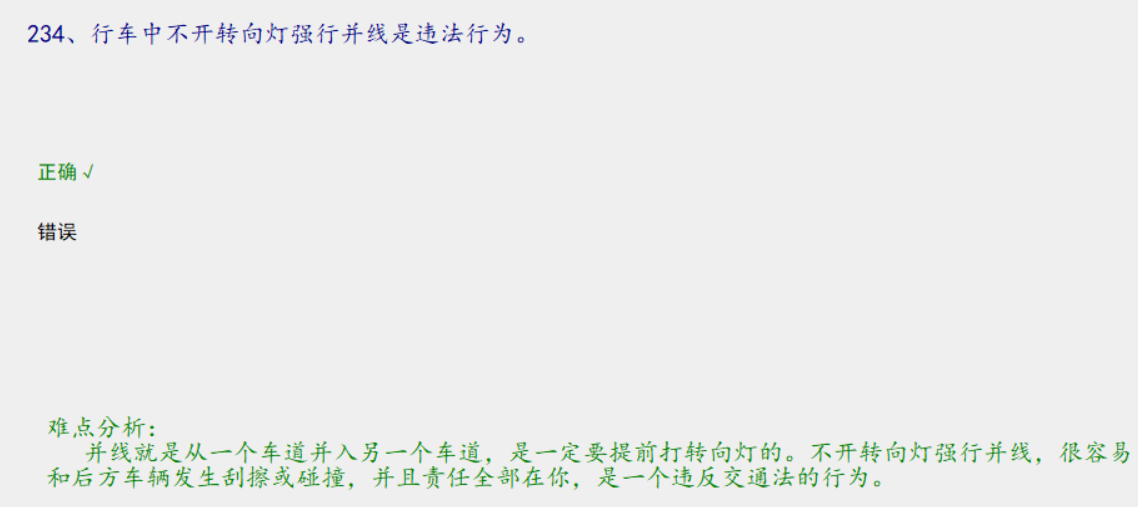 234、行车中不开转向灯强行并线是违法行为。
正确√
错误
难点分析:
并线就是从一个车道并入另一个车道，是一定要提前打转向灯的。不开转向灯强行并线，很容易
和后方车辆发生刮擦或碰撞，并且责任全部在你，是一个违反交通法的行为。